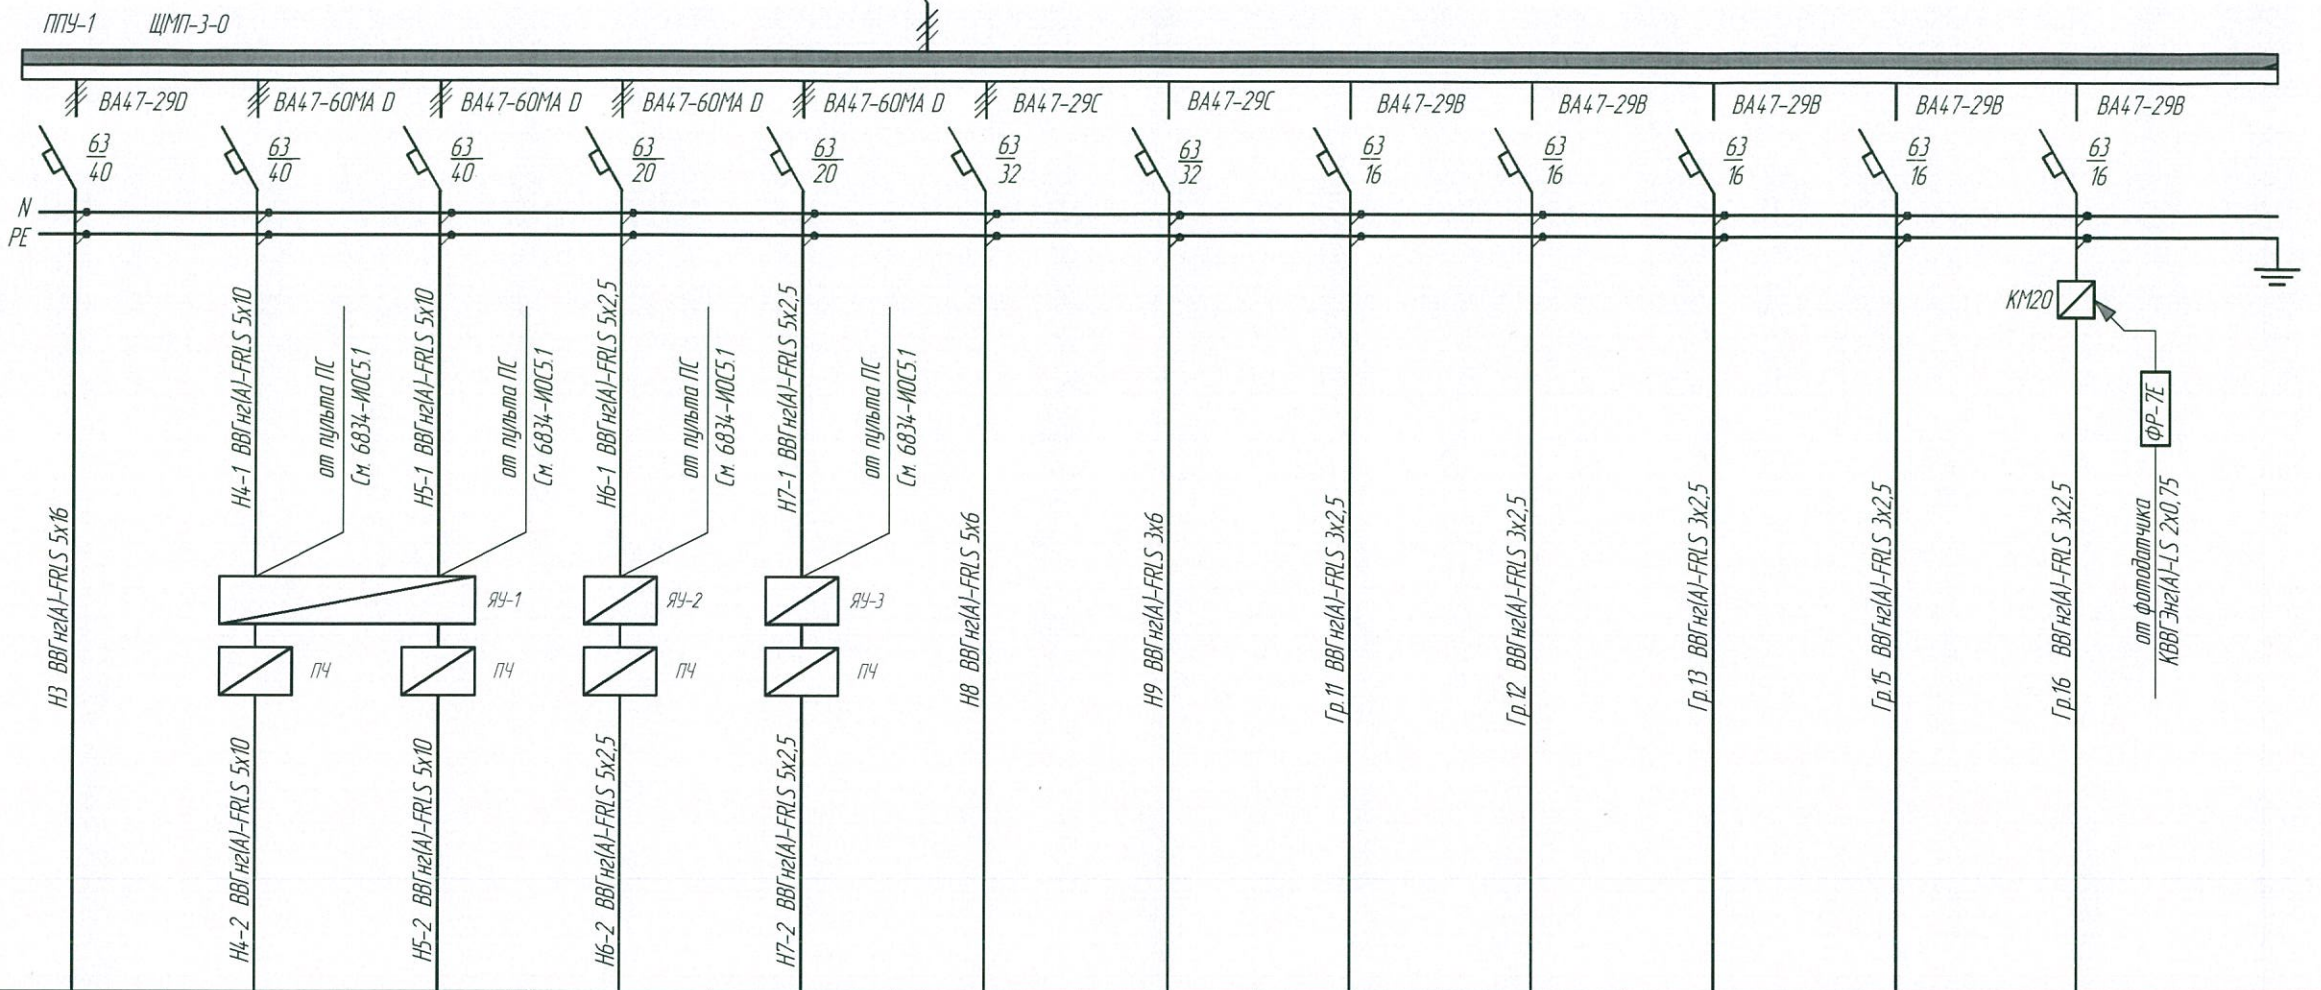 ППУ-1 ЩМП-3-0
ВА47-29D
ВА47-60МА D
ВА47-60МА D
ВА47-60МА D
ВА47-60МА D
ВА47-29С
ВА47-29С
ВА47-29В
ВА47-29В
ВА47-29В
ВА47-29В
ВА47-29В
63
40
63
40
63
40
63
20
63
20
63
32
63
32
63
16
63
16
63
16
63
16
63
16
N
PE
Н3 ВВГнг(А)-FRLS 5х16
Н4-1 ВВГнг(А)-FRLS 5х10
от пульта ПС
См. 6834-ИОС5.1
Н5-1 ВВГнг(А)-FRLS 5х10
от пульта ПС
См. 6834-ИОС5.1
Н6-1 ВВГнг(А)-FRLS 5х2,5
от пульта ПС
См. 6834-ИОС5.1
Н7-1 ВВГнг(А)-FRLS 5х2,5
от пульта ПС
См. 6834-ИОС5.1
Н8 ВВГнг(А)-FRLS 5х6
Н9 ВВГнг(А)-FRLS 3х6
Гр.11 ВВГнг(А)-FRLS 3х2,5
Гр.12 ВВГнг(А)-FRLS 3х2,5
Гр.13 ВВГнг(А)-FRLS 3х2,5
Гр.15 ВВГнг(А)-FRLS 3х2,5
Гр.16 ВВГнг(А)-FRLS 3х2,5
КМ20
ФР-7Е
от фотодатчика
КВВГЭнг(А)-LS 2х0,75
ЯУ-1
ЯУ-2
ЯУ-3
ПЧ
ПЧ
ПЧ
ПЧ
Н4-2 ВВГнг(А)-FRLS 5х10
Н5-2 ВВГнг(А)-FRLS 5х10
Н6-2 ВВГнг(А)-FRLS 5х2,5
Н7-2 ВВГнг(А)-FRLS 5х2,5